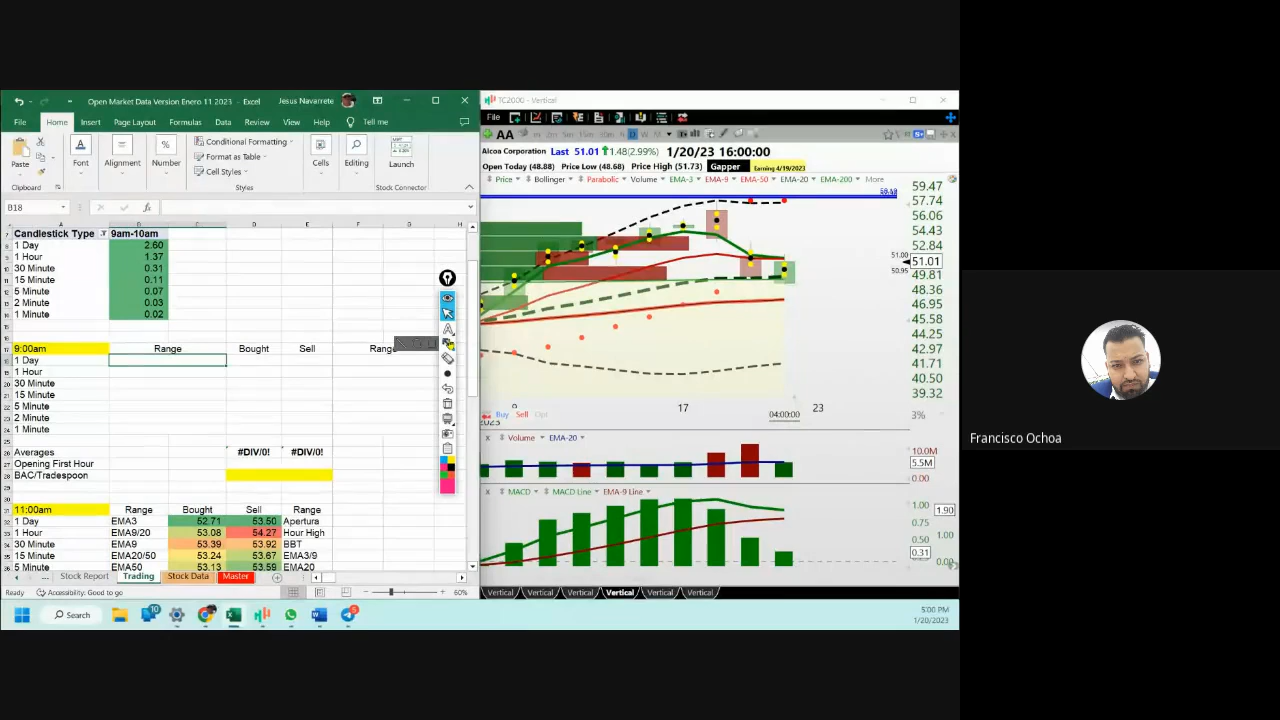 Open Market Data Version Enero 11 2023 - Excel
Jesus Navarrete
File Home Insert Page Layout Formulas Data Review View Help Tell me
Paste
Font
Alignment
Number
Conditional Formatting
Format as Table
Cell Styles
Cells
Editing
Launch
Clipboard
Styles
Stock Connector
B18
fx
Candlestick Type 9am-10am
1 Day 2.60
1 Hour 1.37
30 Minute 0.31
15 Minute 0.11
5 Minute 0.07
2 Minute 0.03
1 Minute 0.02
9:00am Range Bought Sell Range
1 Day
1 Hour
30 Minute
15 Minute
5 Minute
2 Minute
1 Minute
Averages #DIV/0! #DIV/0!
Opening First Hour
BAC/Tradespoon
11:00am Range Bought Sell Range
1 Day EMA3 52.71 53.50 Apertura
1 Hour EMA9/20 53.08 54.27 Hour High
30 Minute EMA9 53.39 53.92 BBT
15 Minute EMA20/50 53.24 53.67 EMA3/9
5 Minute EMA50 53.13 53.59 EMA20
Stock Report Trading Stock Data Master
Ready Accessibility: Good to go 60%
TC2000 - Vertical
File
AA
Alcoa Corporation Last 51.01 1.48(2.99%) 1/20/23 16:00:00
Open Today (48.88) Price Low (48.68) Price High (51.73) Gapper Earning 4/19/2023
Price Bollinger Parabolic Volume EMA-3 EMA-9 EMA-50 EMA-20 EMA-200 More
59.47
57.74
56.06
54.43
52.84
51.00
51.01
50.95
49.81
48.36
46.95
45.58
44.25
42.97
41.71
40.50
39.32
9 17 23
Buy Sell Opt 04:00:00 3%
2023
Volume EMA-20
10.0M
5.5M
0.00
MACD MACD Line EMA-9 Line
1.00 1.90
0.75
1.00
0.50 0.31
0.25
0.00
Vertical Vertical Vertical Vertical Vertical Vertical
Search
10
5:00 PM
1/20/2023
Francisco Ochoa